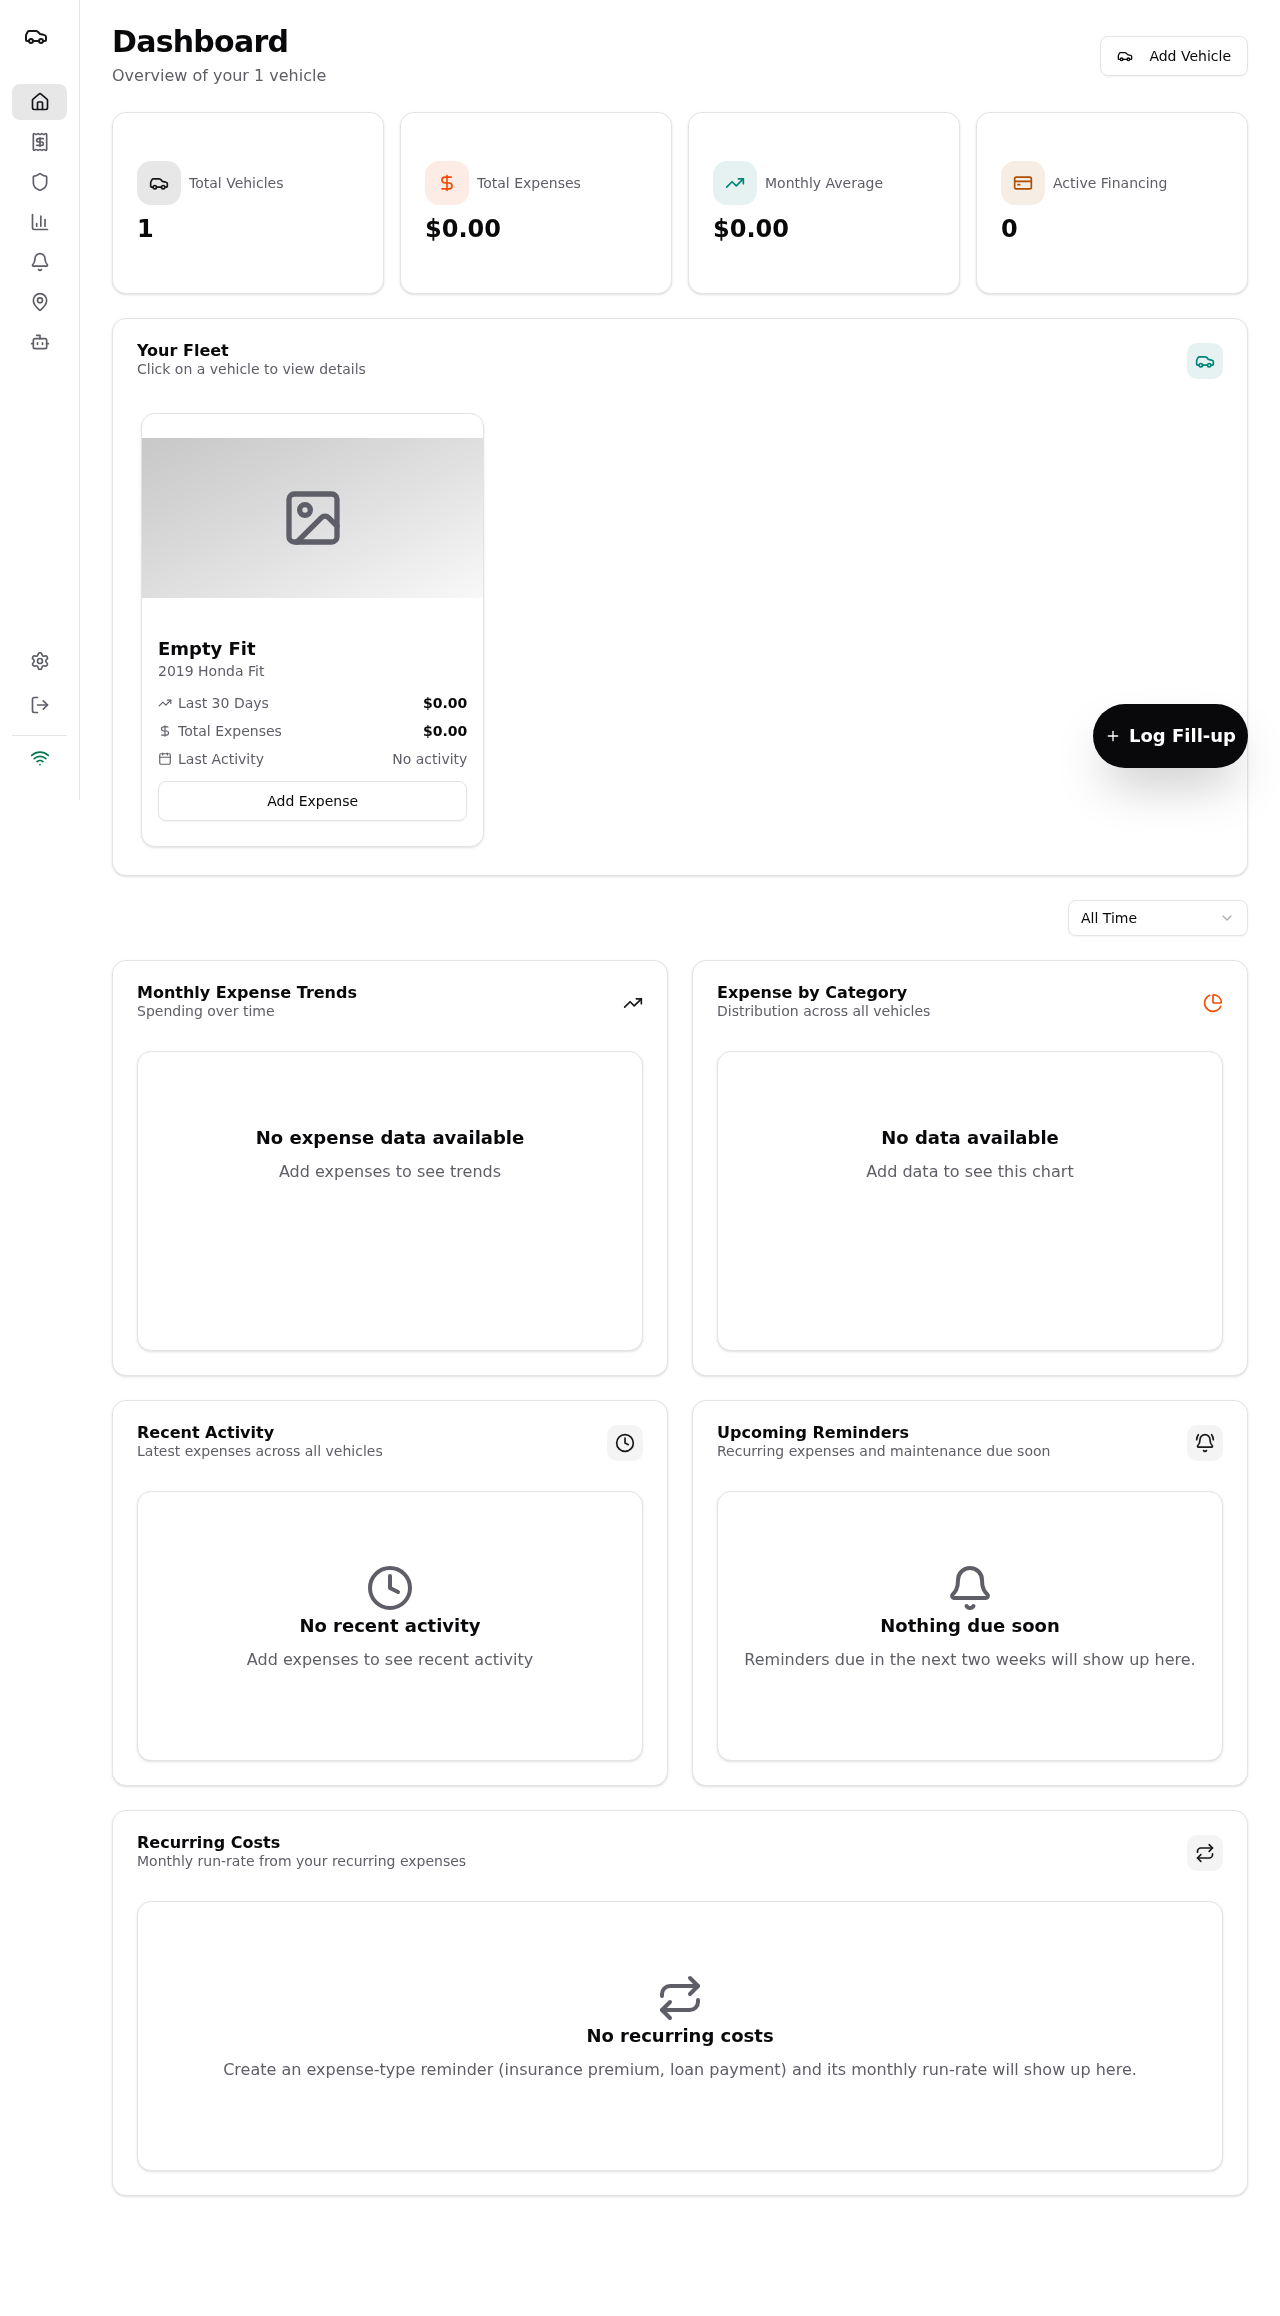 Dashboard
Overview of your 1 vehicle
Add Vehicle
Total Vehicles
1
Total Expenses
$0.00
Monthly Average
$0.00
Active Financing
0
Your Fleet
Click on a vehicle to view details
Empty Fit
2019 Honda Fit
Last 30 Days $0.00
Total Expenses $0.00
Last Activity No activity
Add Expense
Log Fill-up
All Time
Monthly Expense Trends
Spending over time
No expense data available
Add expenses to see trends
Expense by Category
Distribution across all vehicles
No data available
Add data to see this chart
Recent Activity
Latest expenses across all vehicles
No recent activity
Add expenses to see recent activity
Upcoming Reminders
Recurring expenses and maintenance due soon
Nothing due soon
Reminders due in the next two weeks will show up here.
Recurring Costs
Monthly run-rate from your recurring expenses
No recurring costs
Create an expense-type reminder (insurance premium, loan payment) and its monthly run-rate will show up here.